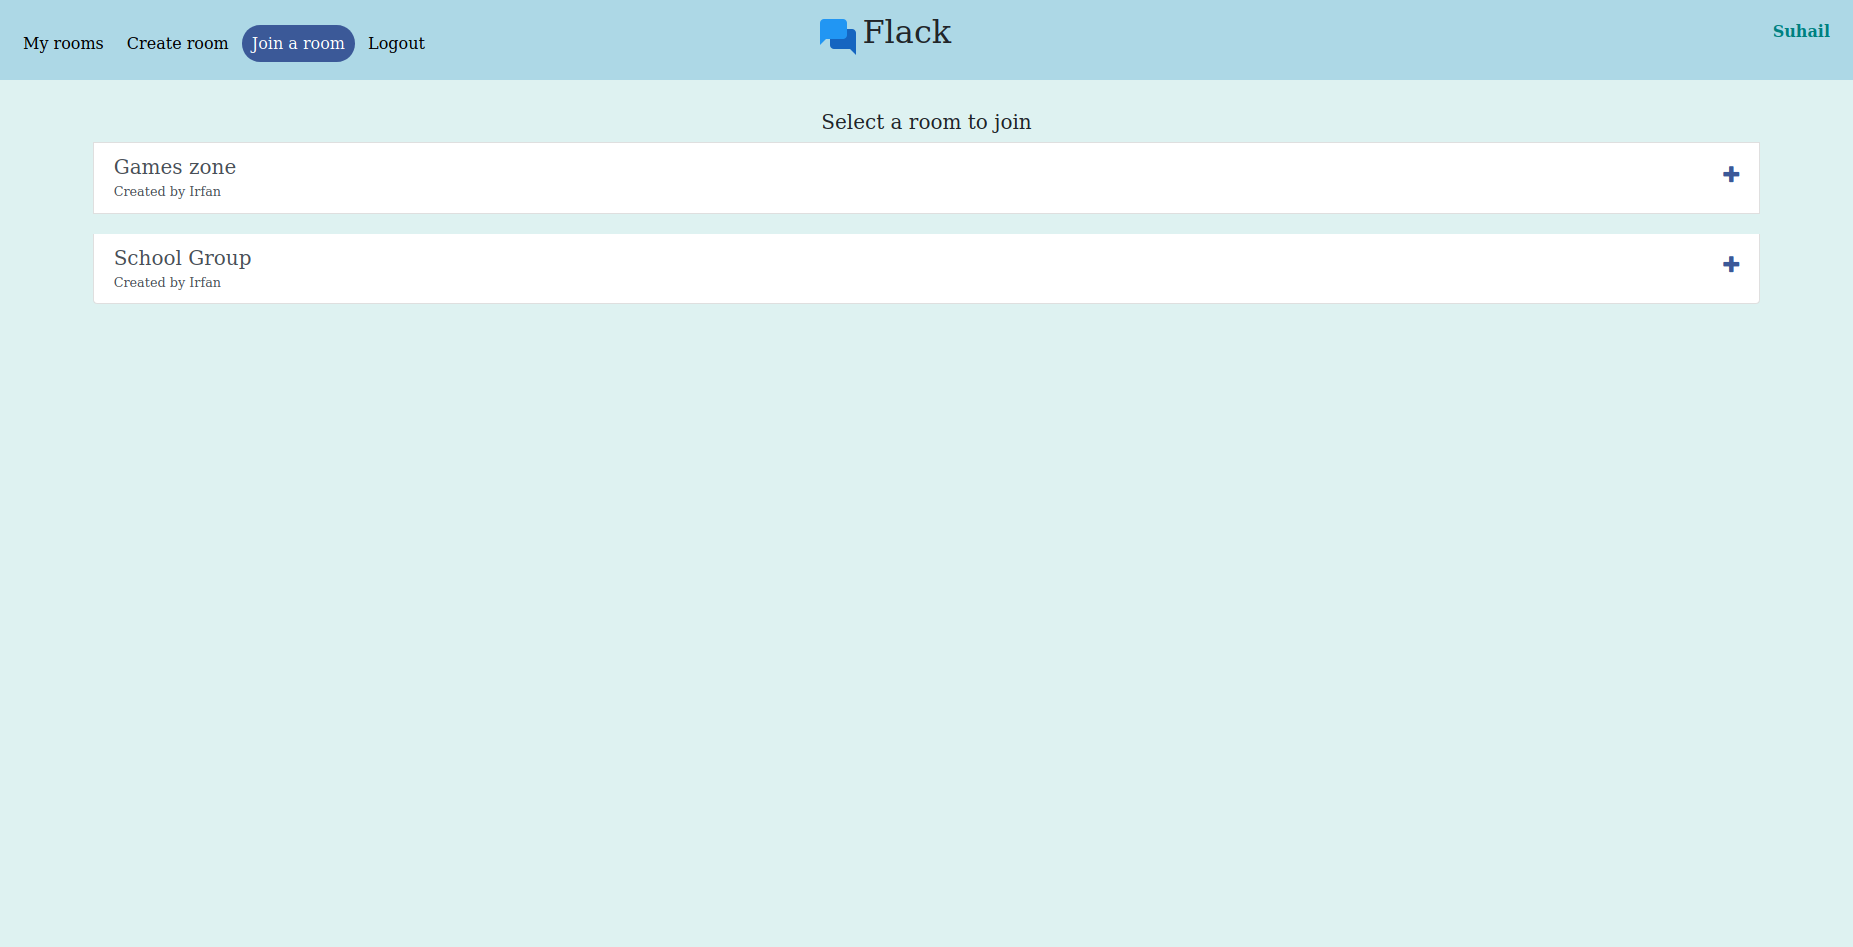 My rooms Create room Join a room Logout
Flack
Suhail
Select a room to join
Games zone
Created by Irfan
School Group
Created by Irfan